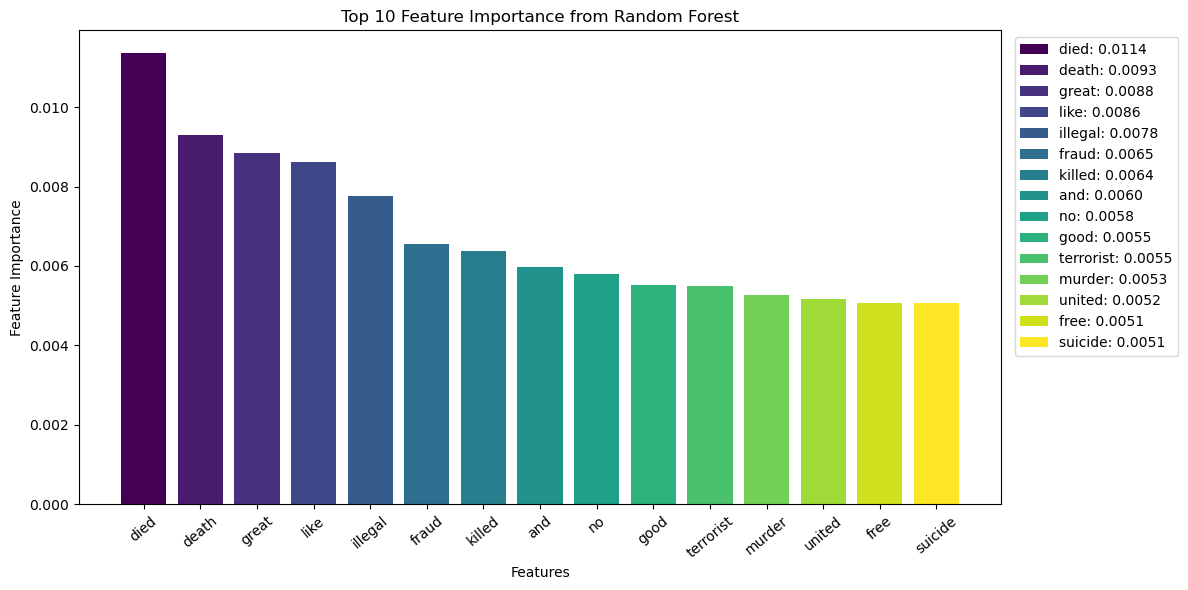 Top 10 Feature Importance from Random Forest
Feature Importance
0.010
0.008
0.006
0.004
0.002
0.000
died
death
great
like
illegal
fraud
killed
and
no
good
terrorist
murder
united
free
suicide
Features
died: 0.0114
death: 0.0093
great: 0.0088
like: 0.0086
illegal: 0.0078
fraud: 0.0065
killed: 0.0064
and: 0.0060
no: 0.0058
good: 0.0055
terrorist: 0.0055
murder: 0.0053
united: 0.0052
free: 0.0051
suicide: 0.0051